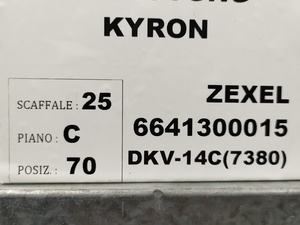 KYRON
SCAFFALE : 25
PIANO : C
POSIZ. : 70
ZEXEL
6641300015
DKV-14C(7380)